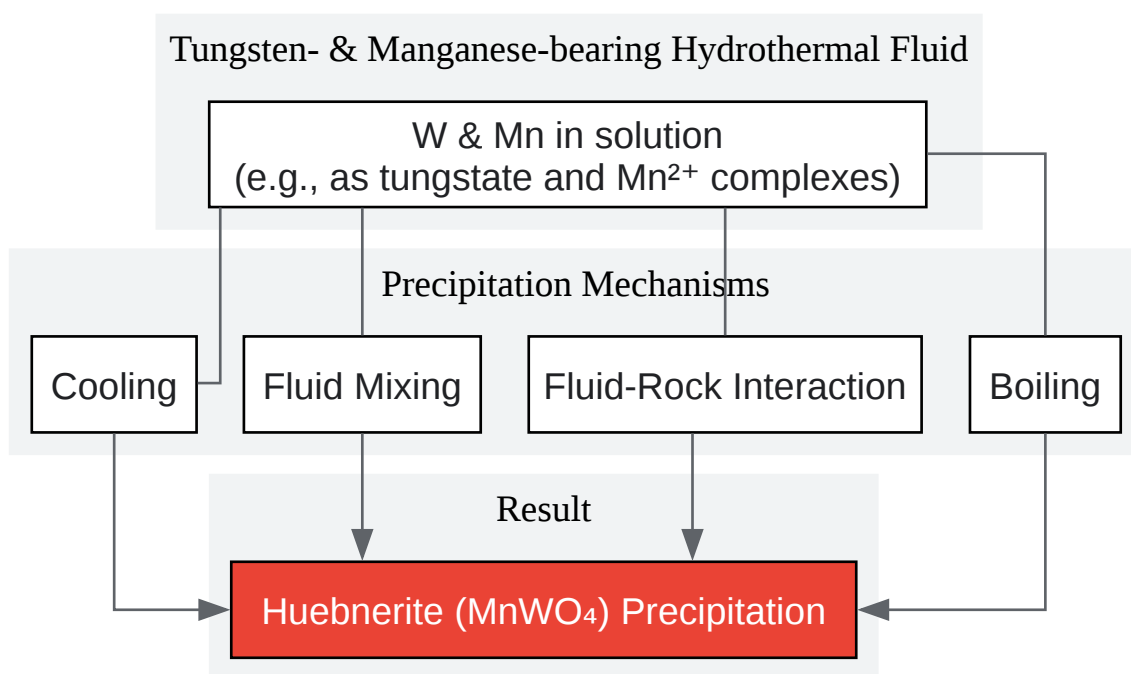 Tungsten- & Manganese-bearing Hydrothermal Fluid
W & Mn in solution
(e.g., as tungstate and Mn²⁺ complexes)
Precipitation Mechanisms
Cooling
Fluid Mixing
Fluid-Rock Interaction
Boiling
Result
Huebnerite (MnWO₄) Precipitation